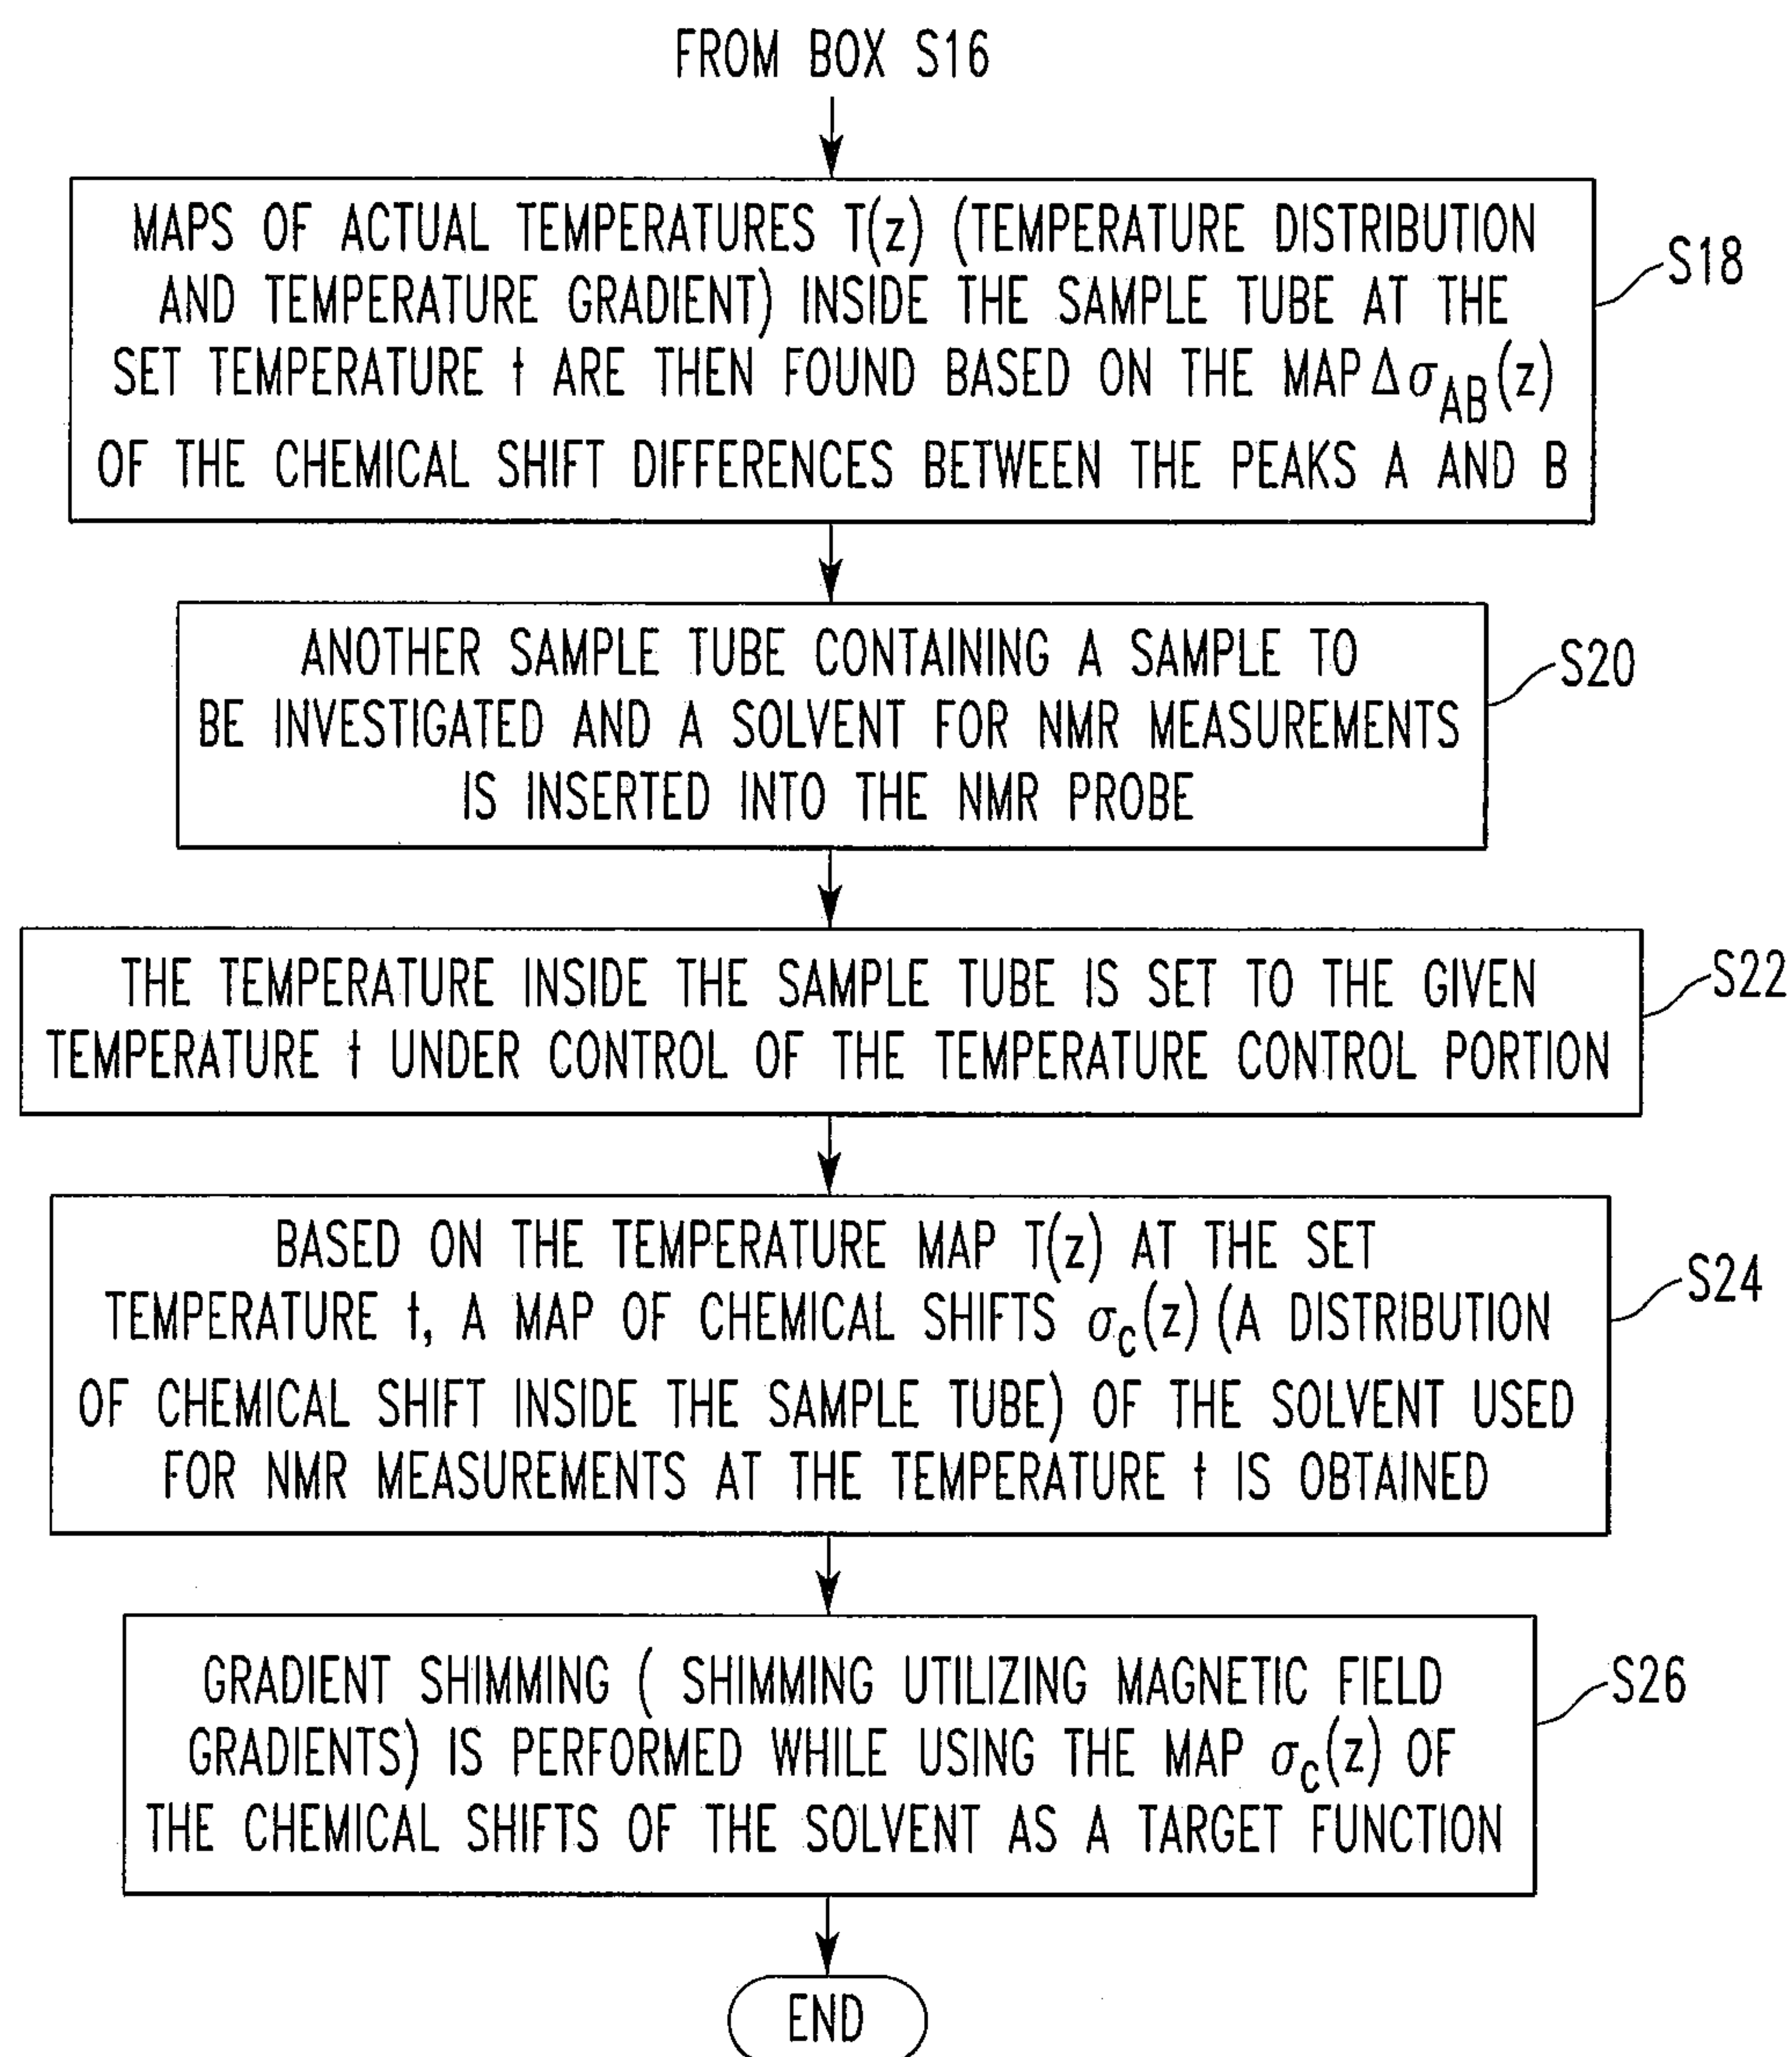 FROM BOX S16
MAPS OF ACTUAL TEMPERATURES T(z) (TEMPERATURE DISTRIBUTION
AND TEMPERATURE GRADIENT) INSIDE THE SAMPLE TUBE AT THE
SET TEMPERATURE t ARE THEN FOUND BASED ON THE MAP Δσ_AB(z)
OF THE CHEMICAL SHIFT DIFFERENCES BETWEEN THE PEAKS A AND B
S18
ANOTHER SAMPLE TUBE CONTAINING A SAMPLE TO
BE INVESTIGATED AND A SOLVENT FOR NMR MEASUREMENTS
IS INSERTED INTO THE NMR PROBE
S20
THE TEMPERATURE INSIDE THE SAMPLE TUBE IS SET TO THE GIVEN
TEMPERATURE t UNDER CONTROL OF THE TEMPERATURE CONTROL PORTION
S22
BASED ON THE TEMPERATURE MAP T(z) AT THE SET
TEMPERATURE t, A MAP OF CHEMICAL SHIFTS σ_C(z) (A DISTRIBUTION
OF CHEMICAL SHIFT INSIDE THE SAMPLE TUBE) OF THE SOLVENT USED
FOR NMR MEASUREMENTS AT THE TEMPERATURE t IS OBTAINED
S24
GRADIENT SHIMMING ( SHIMMING UTILIZING MAGNETIC FIELD
GRADIENTS) IS PERFORMED WHILE USING THE MAP σ_C(z) OF
THE CHEMICAL SHIFTS OF THE SOLVENT AS A TARGET FUNCTION
S26
END